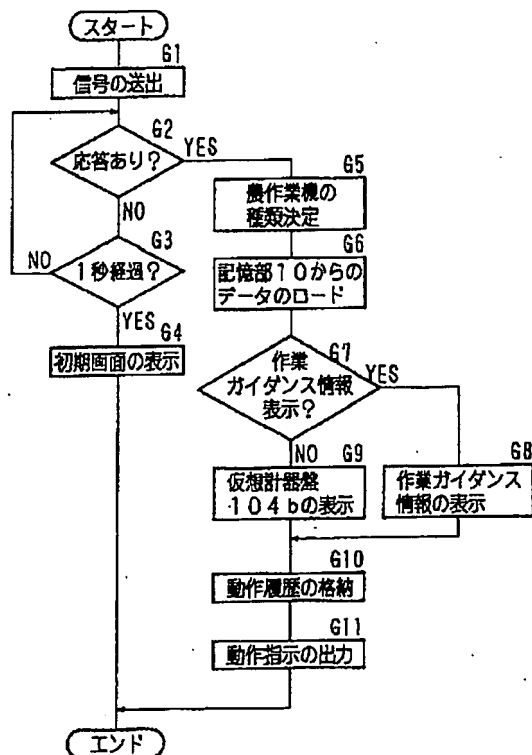 スタート
G1
信号の送出
G2
応答あり?
YES
NO
G3
1秒経過?
NO
YES
G4
初期画面の表示
G5
農作業機の
種類決定
G6
記憶部10からの
データのロード
G7
作業
ガイダンス情報
表示?
YES
NO
G9
仮想計器盤
104bの表示
G8
作業ガイダンス
情報の表示
G10
動作履歴の格納
G11
動作指示の出力
エンド